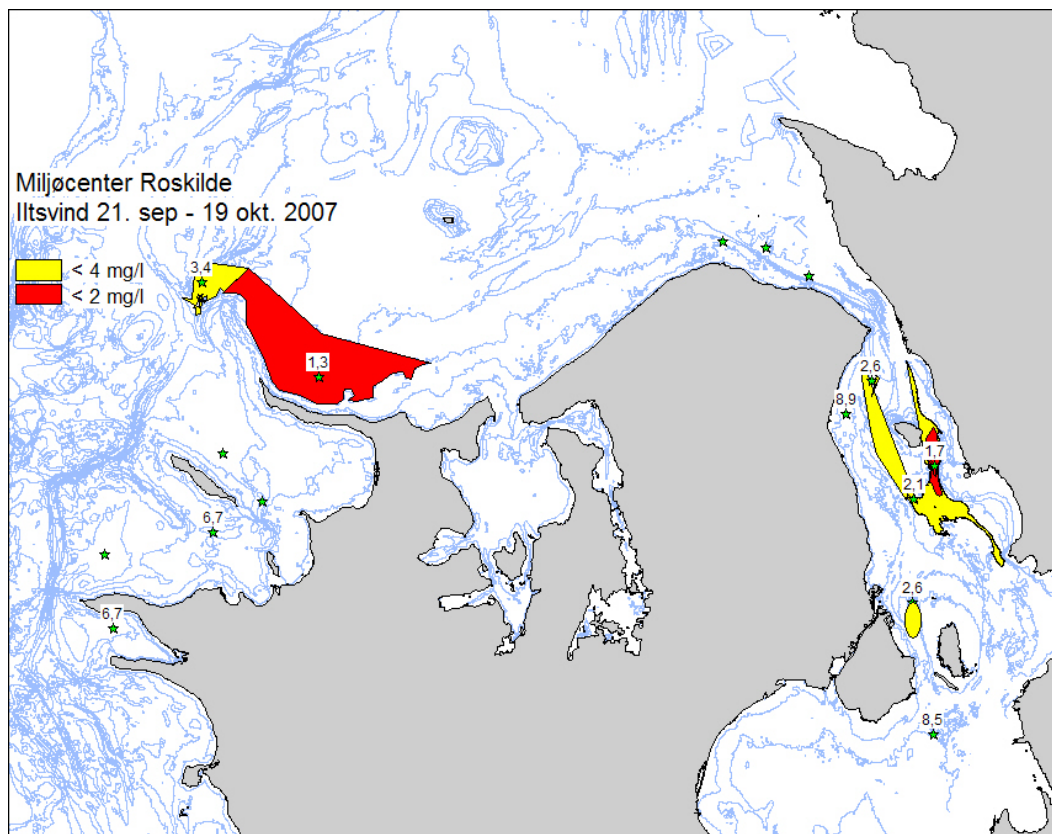 Miljøcenter Roskilde
Iltsvind 21. sep - 19 okt. 2007
< 4 mg/l
< 2 mg/l
3,4
1,3
2,6
8,9
1,7
2,1
6,7
2,6
6,7
8,5